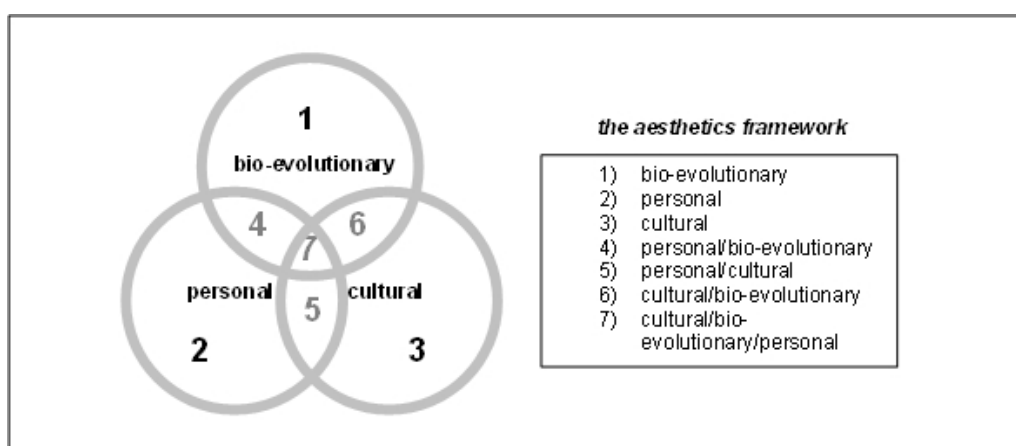 1
bio-evolutionary
4
6
7
personal
cultural
5
2
3
the aesthetics framework
1) bio-evolutionary
2) personal
3) cultural
4) personal/bio-evolutionary
5) personal/cultural
6) cultural/bio-evolutionary
7) cultural/bio-
evolutionary/personal